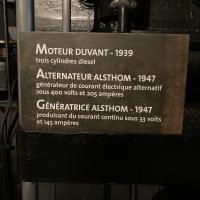 MOTEUR DUVANT - 1939
trois cylindres diesel
ALTERNATEUR ALSTHOM - 1947
générateur de courant électrique alternatif
sous 400 volts et 205 ampères
GÉNÉRATRICE ALSTHOM - 1947
produisant du courant continu sous 33 volts
et 145 ampères